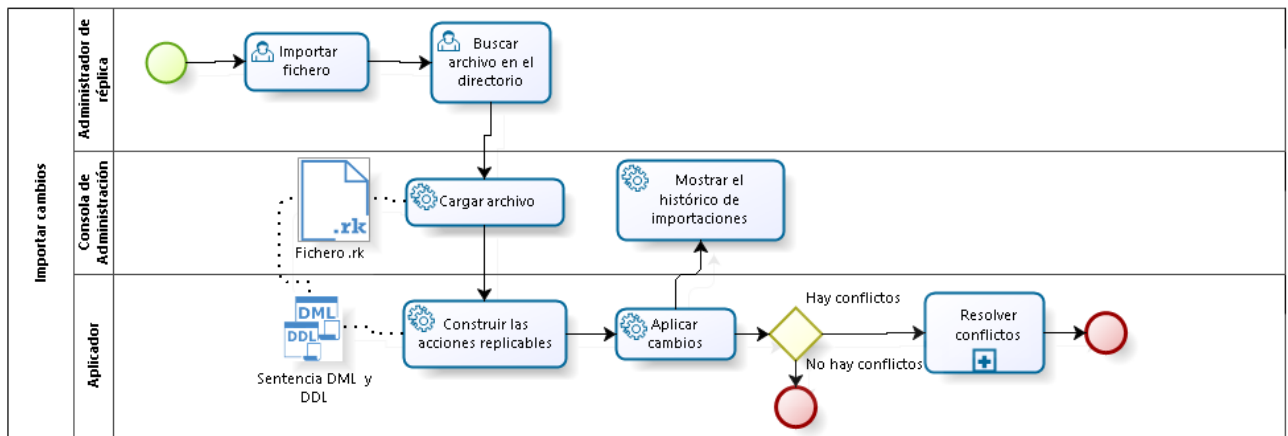 Importar cambios
Administrador de
réplica
Importar
fichero
Buscar
archivo en el
directorio
Consola de
Administración
.rk
Fichero .rk
Cargar archivo
Mostrar el
histórico de
importaciones
Aplicador
DML
DDL
Sentencia DML y
DDL
Construir las
acciones replicables
Aplicar
cambios
Hay conflictos
No hay conflictos
Resolver
conflictos